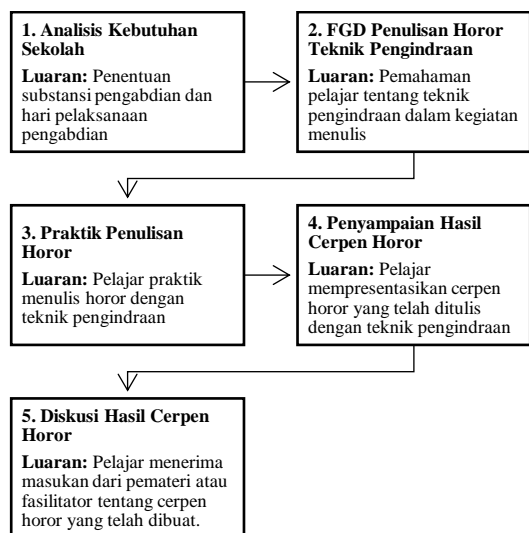 1. Analisis Kebutuhan
Sekolah
Luaran: Penentuan
substansi pengabdian dan
hari pelaksanaan
pengabdian
2. FGD Penulisan Horor
Teknik Pengindraan
Luaran: Pemahaman
pelajar tentang teknik
pengindraan dalam kegiatan
menulis
3. Praktik Penulisan
Horor
Luaran: Pelajar praktik
menulis horor dengan
teknik pengindraan
4. Penyampaian Hasil
Cerpen Horor
Luaran: Pelajar
mempresentasikan cerpen
horor yang telah ditulis
dengan teknik pengindraan
5. Diskusi Hasil Cerpen
Horor
Luaran: Pelajar menerima
masukan dari pemateri atau
fasilitator tentang cerpen
horor yang telah dibuat.